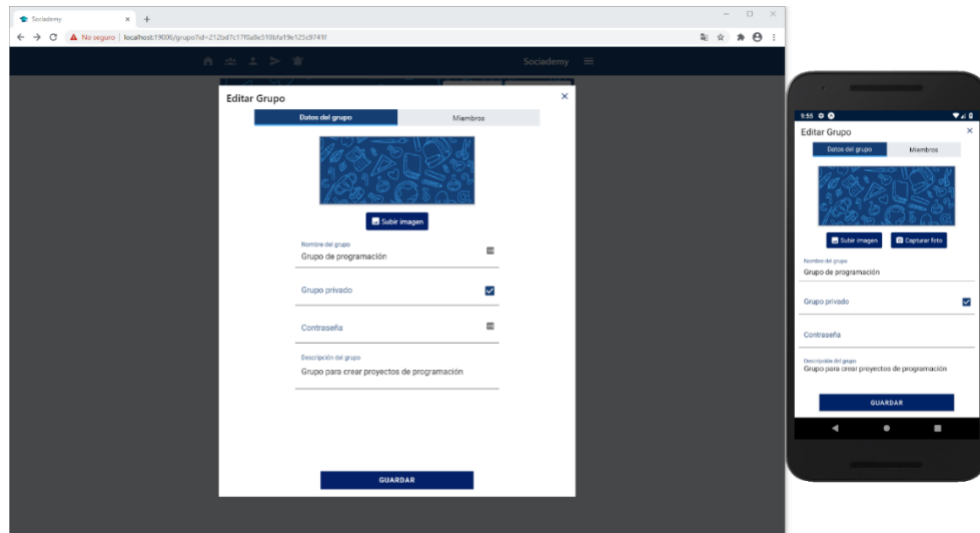 Sociademy
No seguro
localhost:19006/grupo?id=212bd7c17f0a8e510bfa19e125c9741f
Sociademy
Editar Grupo
Datos del grupo
Miembros
Subir imagen
Nombre del grupo
Grupo de programación
Grupo privado
Contraseña
Descripción del grupo
Grupo para crear proyectos de programación
GUARDAR
Editar Grupo
Datos del grupo
Miembros
Subir imagen
Capturar foto
Nombre del grupo
Grupo de programación
Grupo privado
Contraseña
Descripción del grupo
Grupo para crear proyectos de programación
GUARDAR